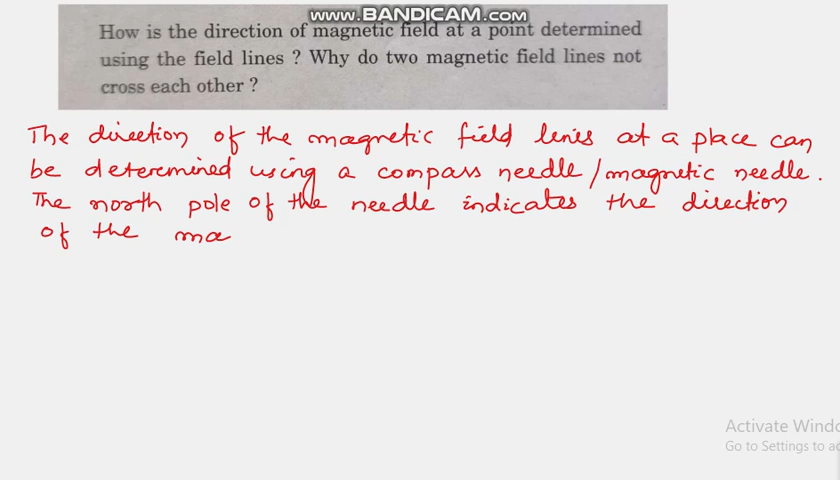 www.BANDICAM.com
How is the direction of magnetic field at a point determined
using the field lines ? Why do two magnetic field lines not
cross each other ?
The direction of the magnetic field lines at a place can
be determined using a compass needle/magnetic needle.
The north pole of the needle indicates the direction
of the ma
Activate Windo
Go to Settings to ac